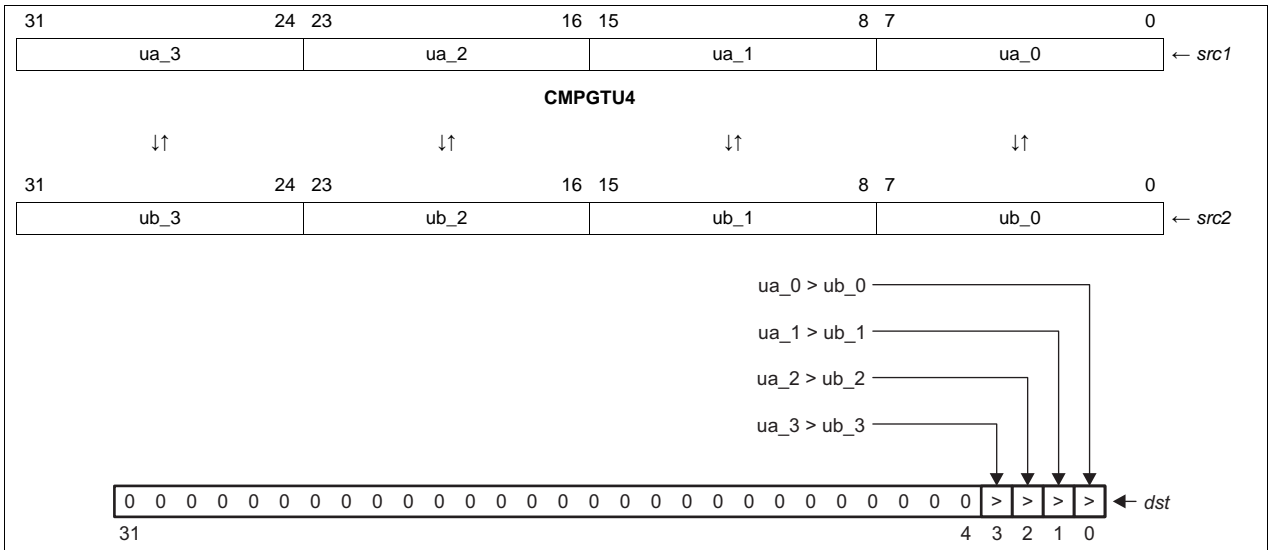 31 24 23 16 15 8 7 0
ua_3 ua_2 ua_1 ua_0 ← src1
CMPGTU4
↓↑ ↓↑ ↓↑ ↓↑
31 24 23 16 15 8 7 0
ub_3 ub_2 ub_1 ub_0 ← src2
ua_0 > ub_0
ua_1 > ub_1
ua_2 > ub_2
ua_3 > ub_3
0 0 0 0 0 0 0 0 0 0 0 0 0 0 0 0 0 0 0 0 0 0 0 0 0 0 0 0 > > > > ← dst
31 4 3 2 1 0